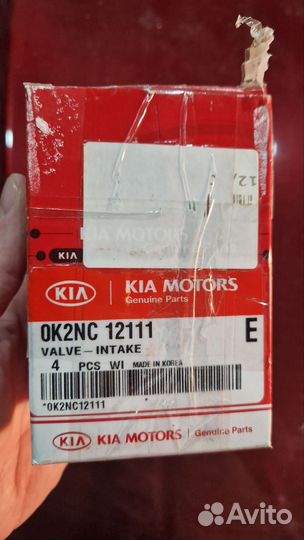 12,
KIA
KIA
KIA MOTORS
Genuine Parts
0K2NC 12111
E
VALVE-INTAKE
4 PCS WI MADE IN KOREA
*0K2NC12111
KIA
KIA MOTORS
Genuine Parts
Avito